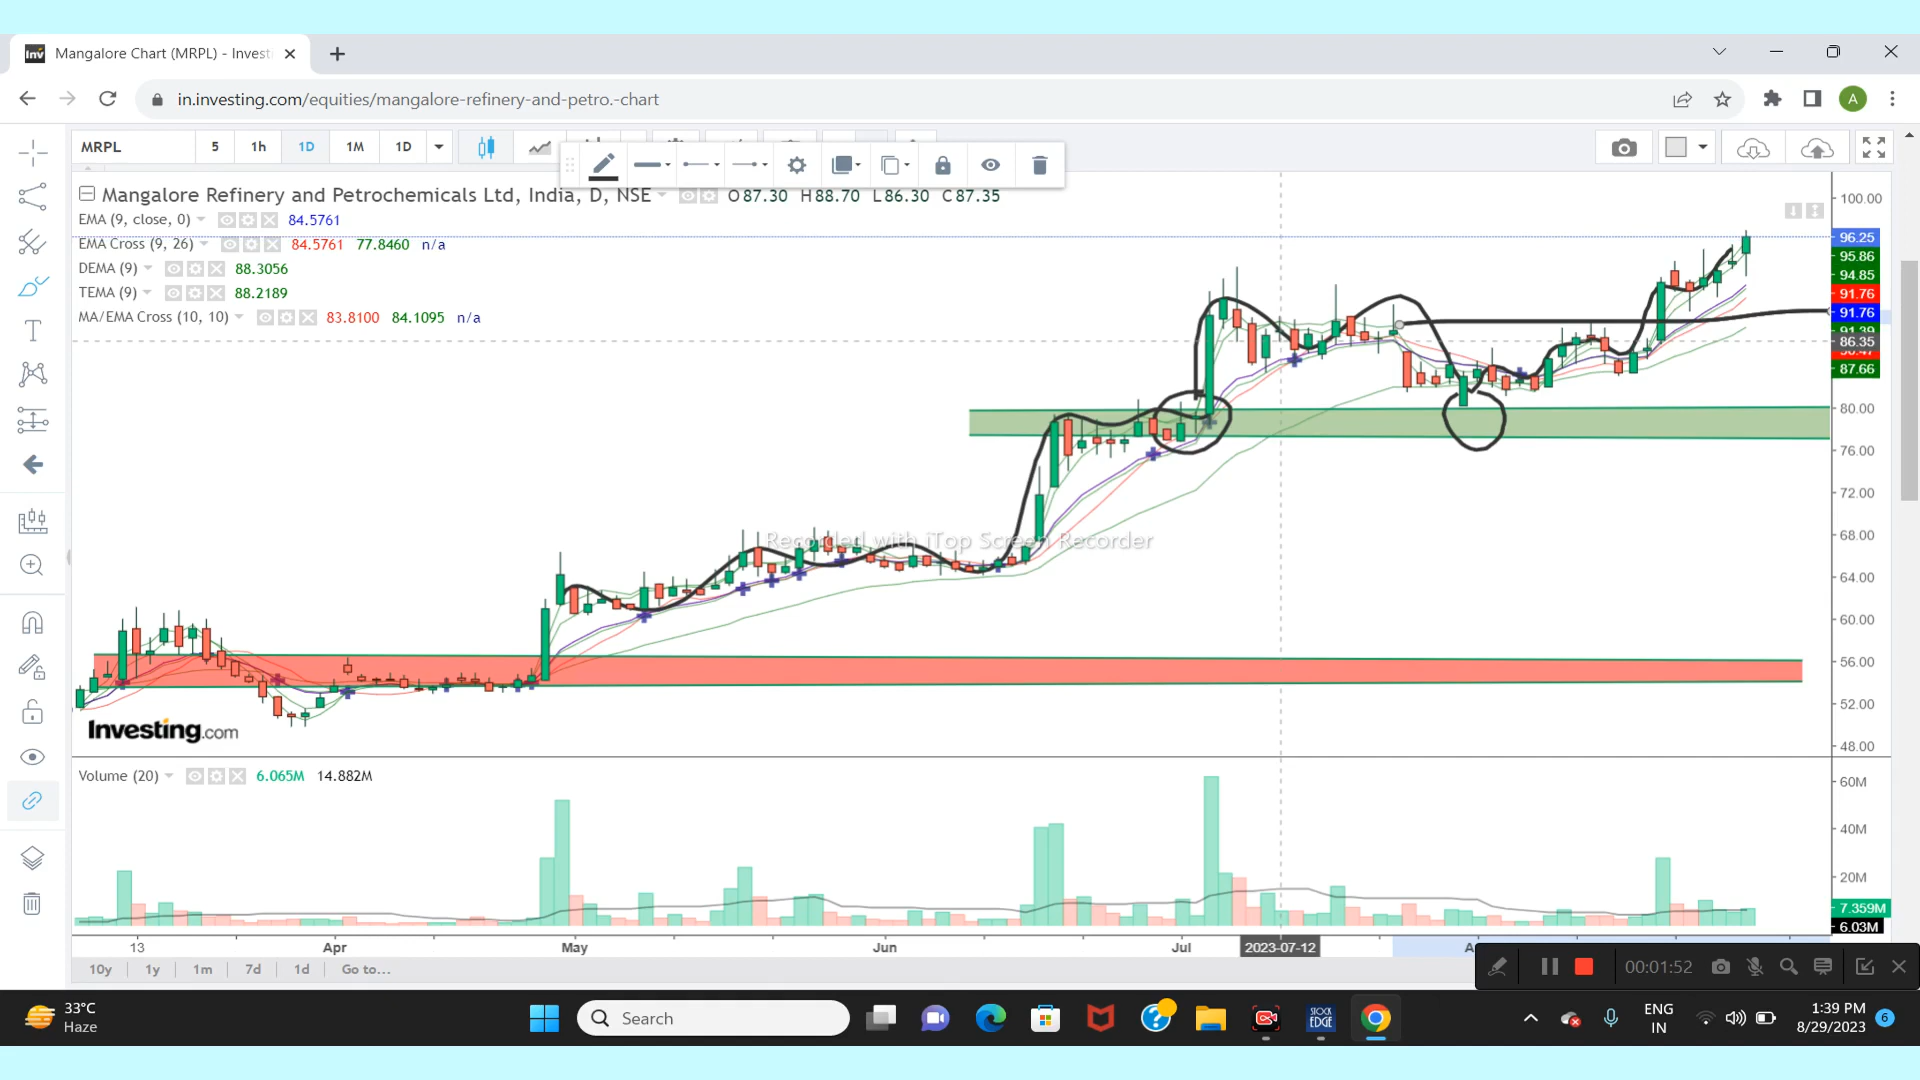 Mangalore Chart (MRPL) - Invest
in.investing.com/equities/mangalore-refinery-and-petro.-chart
A
MRPL 5 1h 1D 1M 1D
Mangalore Refinery and Petrochemicals Ltd, India, D, NSE O87.30 H88.70 L86.30 C87.35
EMA (9, close, 0) 84.5761
EMA Cross (9, 26) 84.5761 77.8460 n/a
DEMA (9) 88.3056
TEMA (9) 88.2189
MA/EMA Cross (10, 10) 83.8100 84.1095 n/a
100.00
96.25
95.86
94.85
91.76
91.76
86.35
87.66
80.00
76.00
72.00
68.00
64.00
60.00
56.00
52.00
48.00
Recorded with iTop Screen Recorder
Investing.com
Volume (20) 6.065M 14.882M
60M
40M
20M
7.359M
6.03M
13 Apr May Jun Jul 2023-07-12
10y 1y 1m 7d 1d Go to...
00:01:52
33°C
Haze
Search
STOCK
EDGE
ENG
IN
1:39 PM
8/29/2023
6